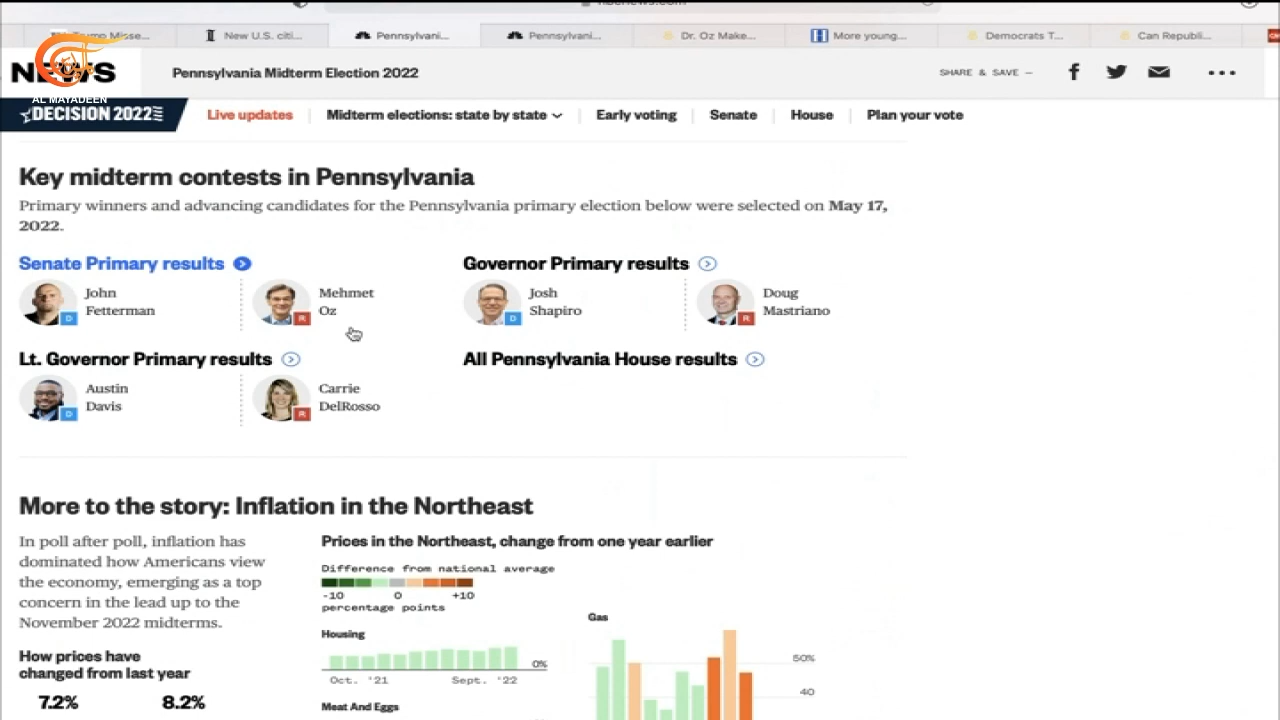 Trump Misse...
New U.S. citi...
Pennsylvani...
Pennsylvani...
Dr. Oz Make...
More young...
Democrats T...
Can Republi...
NEWS
AL MAYADEEN
Pennsylvania Midterm Election 2022
SHARE & SAVE —
DECISION 2022
Live updates
Midterm elections: state by state
Early voting
Senate
House
Plan your vote
Key midterm contests in Pennsylvania
Primary winners and advancing candidates for the Pennsylvania primary election below were selected on May 17,
2022.
Senate Primary results
John
Fetterman
D
Mehmet
Oz
R
Governor Primary results
Josh
Shapiro
D
Doug
Mastriano
R
Lt. Governor Primary results
Austin
Davis
D
Carrie
DelRosso
R
All Pennsylvania House results
More to the story: Inflation in the Northeast
In poll after poll, inflation has
dominated how Americans view
the economy, emerging as a top
concern in the lead up to the
November 2022 midterms.
How prices have
changed from last year
7.2%
8.2%
Prices in the Northeast, change from one year earlier
Difference from national average
-10
0
+10
percentage points
Housing
0%
Oct. '21
Sept. '22
Meat And Eggs
Gas
50%
40